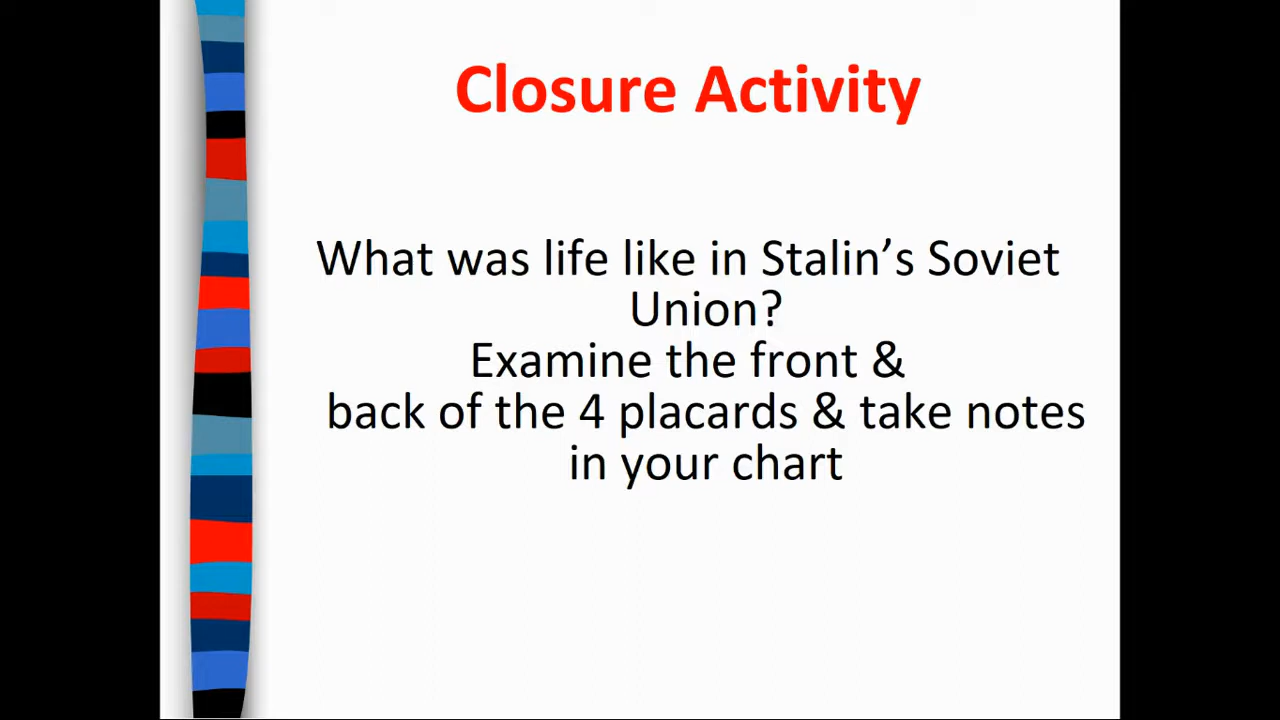 Closure Activity
What was life like in Stalin’s Soviet
Union?
Examine the front &
back of the 4 placards & take notes
in your chart